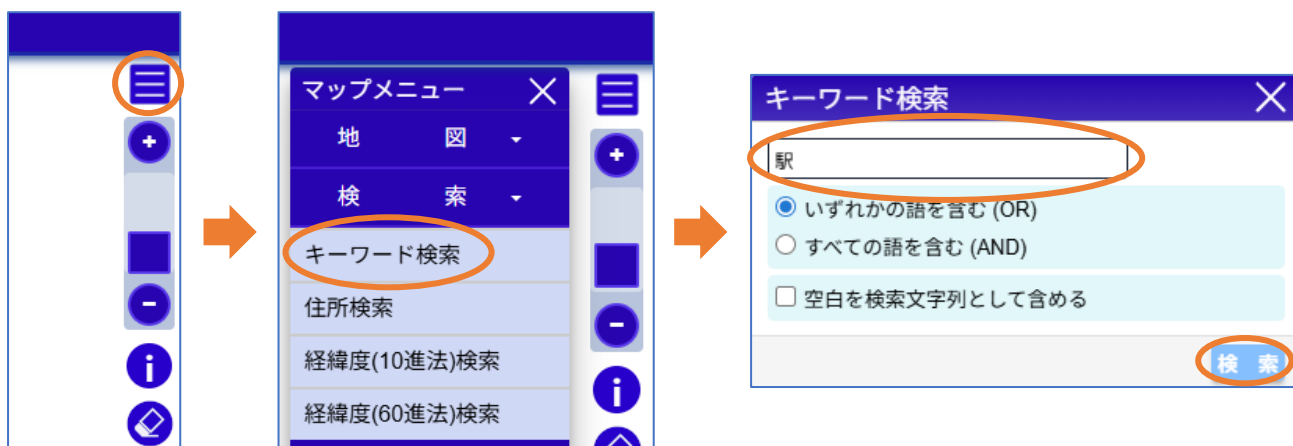 マップメニュー
地 図
検 索
キーワード検索
住所検索
経緯度(10進法)検索
経緯度(60進法)検索
キーワード検索
駅
いずれかの語を含む (OR)
すべての語を含む (AND)
空白を検索文字列として含める
検 索